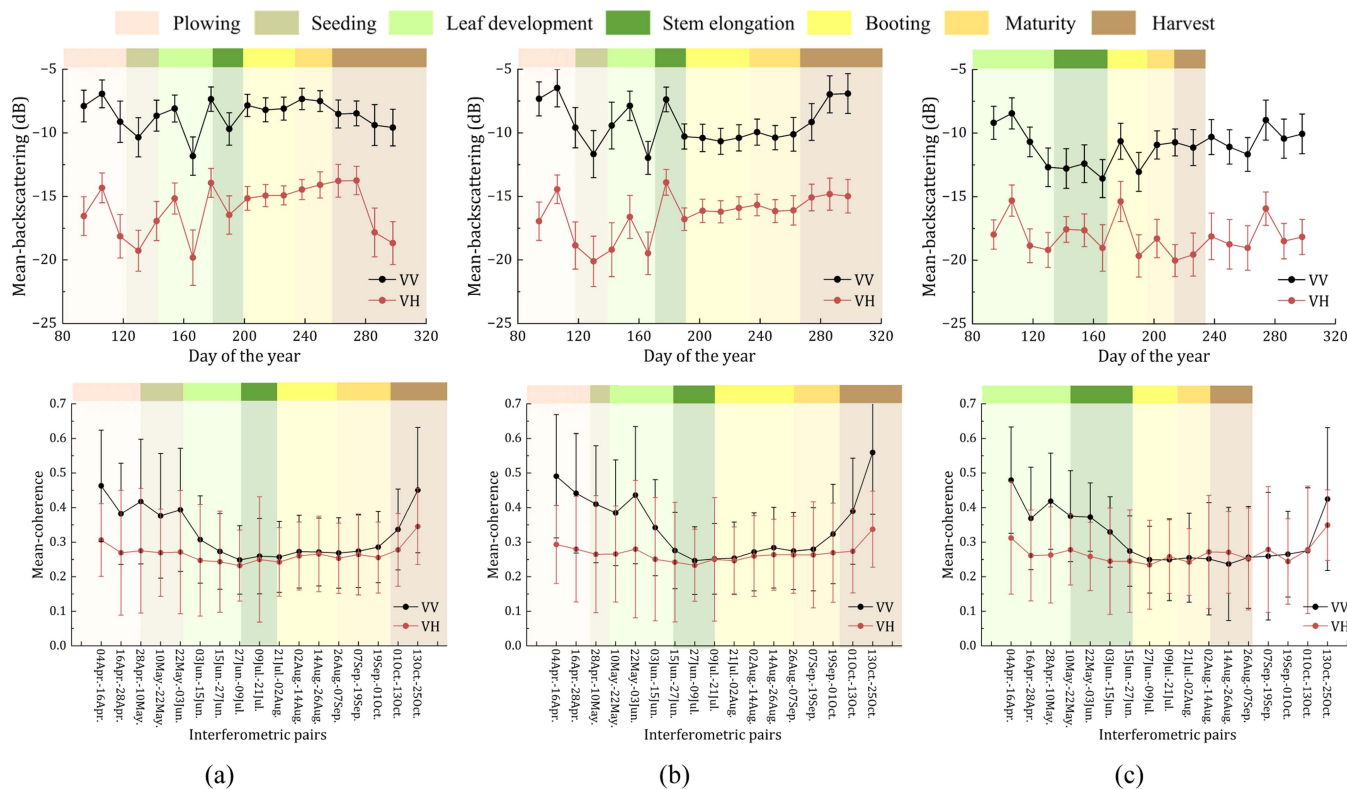 Plowing Seeding Leaf development Stem elongation Booting Maturity Harvest
Mean-backscattering (dB)
−5
−10
−15
−20
−25
VV
VH
80 120 160 200 240 280 320
Day of the year
Mean-backscattering (dB)
−5
−10
−15
−20
−25
VV
VH
80 120 160 200 240 280 320
Day of the year
Mean-backscattering (dB)
−5
−10
−15
−20
−25
VV
VH
80 120 160 200 240 280 320
Day of the year
Mean-coherence
0.7
0.6
0.5
0.4
0.3
0.2
0.1
0.0
VV
VH
04Apr.-16Apr.
16Apr.-28Apr.
28Apr.-10May.
10May.-22May.
22May.-03Jun.
03Jun.-15Jun.
15Jun.-27Jun.
27Jun.-09Jul.
09Jul.-21Jul.
21Jul.-02Aug.
02Aug.-14Aug.
14Aug.-26Aug.
26Aug.-07Sep.
07Sep.-19Sep.
19Sep.-01Oct.
01Oct.-13Oct.
13Oct.-25Oct.
Interferometric pairs
(a)
Mean-coherence
0.7
0.6
0.5
0.4
0.3
0.2
0.1
0.0
VV
VH
04Apr.-16Apr.
16Apr.-28Apr.
28Apr.-10May.
10May.-22May.
22May.-03Jun.
03Jun.-15Jun.
15Jun.-27Jun.
27Jun.-09Jul.
09Jul.-21Jul.
21Jul.-02Aug.
02Aug.-14Aug.
14Aug.-26Aug.
26Aug.-07Sep.
07Sep.-19Sep.
19Sep.-01Oct.
01Oct.-13Oct.
13Oct.-25Oct.
Interferometric pairs
(b)
Mean-coherence
0.7
0.6
0.5
0.4
0.3
0.2
0.1
0.0
VV
VH
04Apr.-16Apr.
16Apr.-28Apr.
28Apr.-10May.
10May.-22May.
22May.-03Jun.
03Jun.-15Jun.
15Jun.-27Jun.
27Jun.-09Jul.
09Jul.-21Jul.
21Jul.-02Aug.
02Aug.-14Aug.
14Aug.-26Aug.
26Aug.-07Sep.
07Sep.-19Sep.
19Sep.-01Oct.
01Oct.-13Oct.
13Oct.-25Oct.
Interferometric pairs
(c)